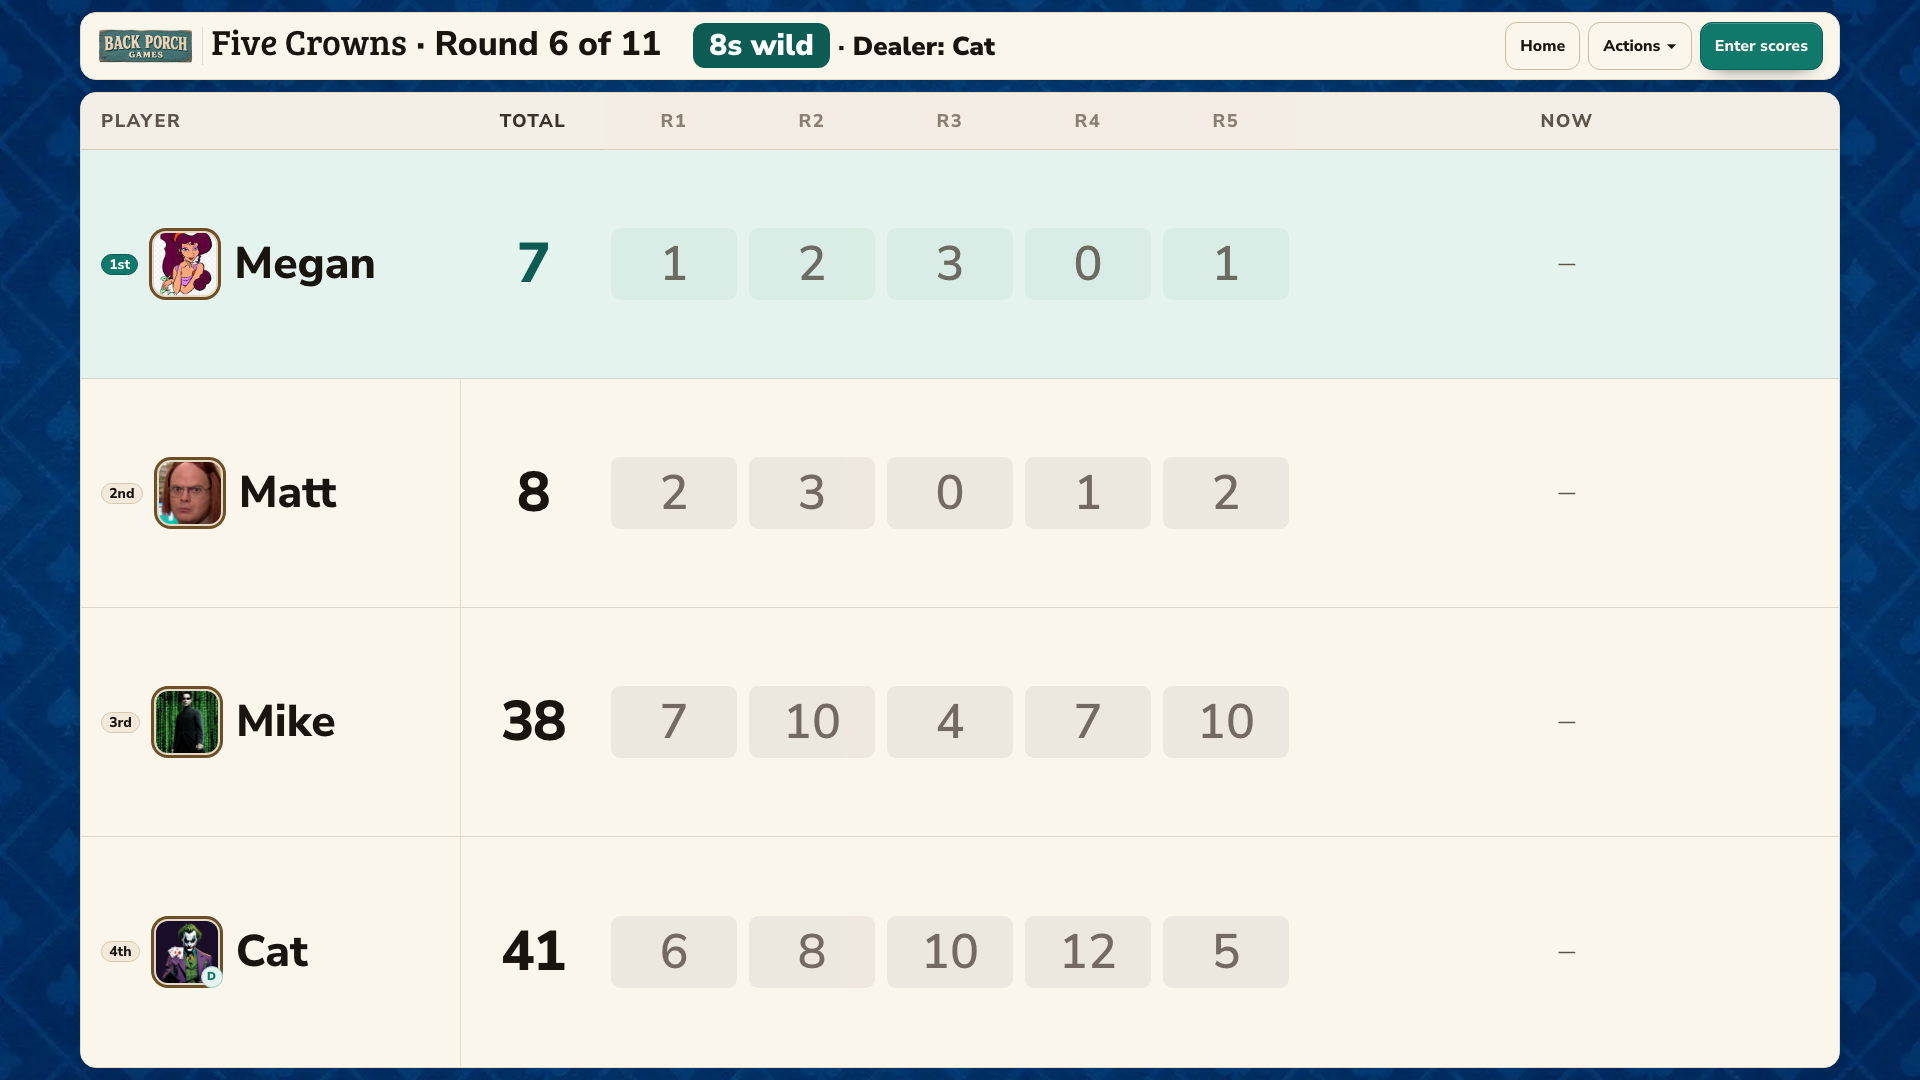 BACK PORCH
GAMES
Five Crowns · Round 6 of 11 8s wild · Dealer: Cat
Home Actions Enter scores
PLAYER TOTAL R1 R2 R3 R4 R5 NOW
1st Megan 7 1 2 3 0 1 –
2nd Matt 8 2 3 0 1 2 –
3rd Mike 38 7 10 4 7 10 –
4th D Cat 41 6 8 10 12 5 –